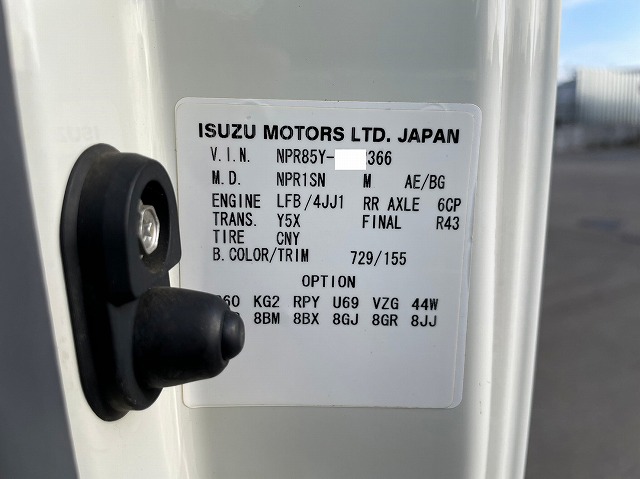 ISUZU MOTORS LTD. JAPAN
V.I.N. NPR85Y- 366
M.D. NPR1SN M AE/BG
ENGINE LFB/4JJ1 RR AXLE 6CP
TRANS. Y5X FINAL R43
TIRE CNY
B.COLOR/TRIM 729/155
OPTION
KG2 RPY U69 VZG 44W
8BM 8BX 8GJ 8GR 8JJ